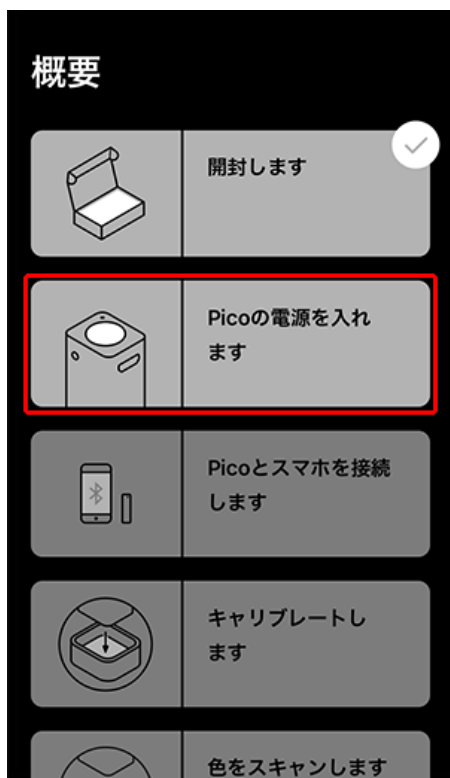 概要
開封します
Picoの電源を入れ
ます
Picoとスマホを接続
します
キャリブレートし
ます
色をスキャンします